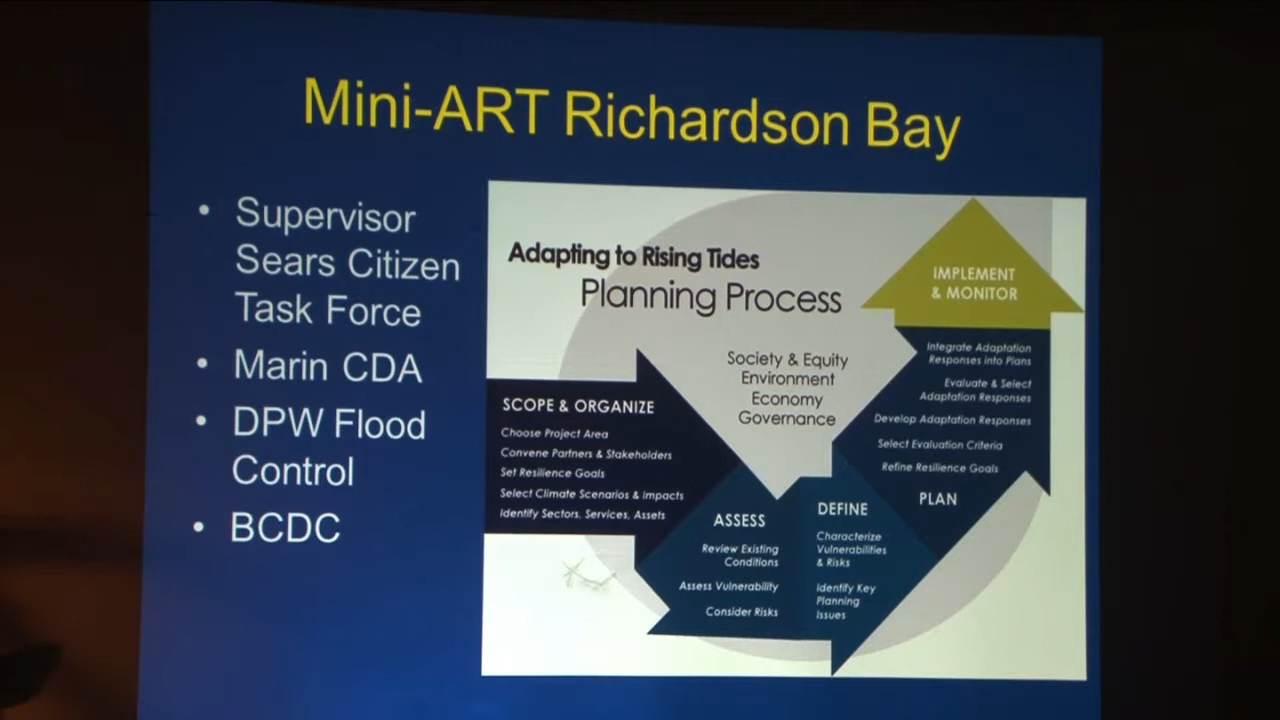 Mini-ART Richardson Bay
• Supervisor
Sears Citizen
Task Force
• Marin CDA
• DPW Flood
Control
• BCDC
Adapting to Rising Tides
Planning Process
Society & Equity
Environment
Economy
Governance
SCOPE & ORGANIZE
Choose Project Area
Convene Partners & Stakeholders
Set Resilience Goals
Select Climate Scenarios & Impacts
Identify Sectors, Services, Assets
ASSESS
Review Existing
Conditions
Assess Vulnerability
Consider Risks
DEFINE
Characterize
Vulnerabilities
& Risks
Identify Key
Planning
Issues
IMPLEMENT
& MONITOR
Integrate Adaptation
Responses into Plans
Evaluate & Select
Adaptation Responses
Develop Adaptation Responses
Select Evaluation Criteria
Refine Resilience Goals
PLAN